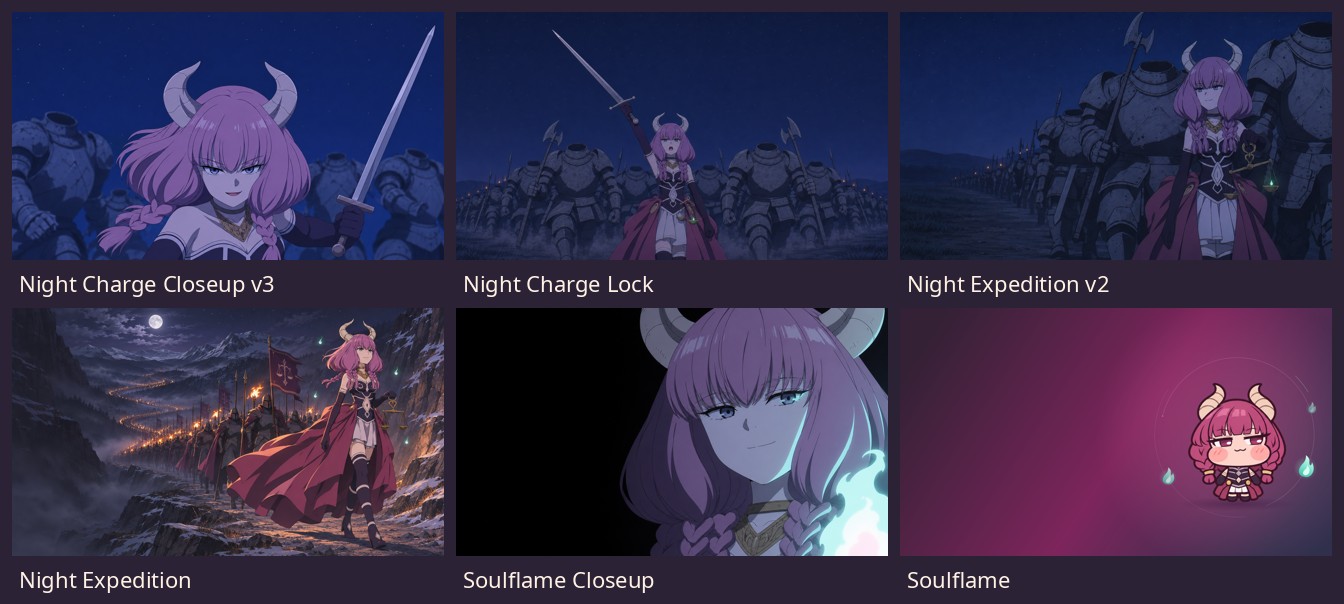 Night Charge Closeup v3
Night Charge Lock
Night Expedition v2
Night Expedition
Soulflame Closeup
Soulflame